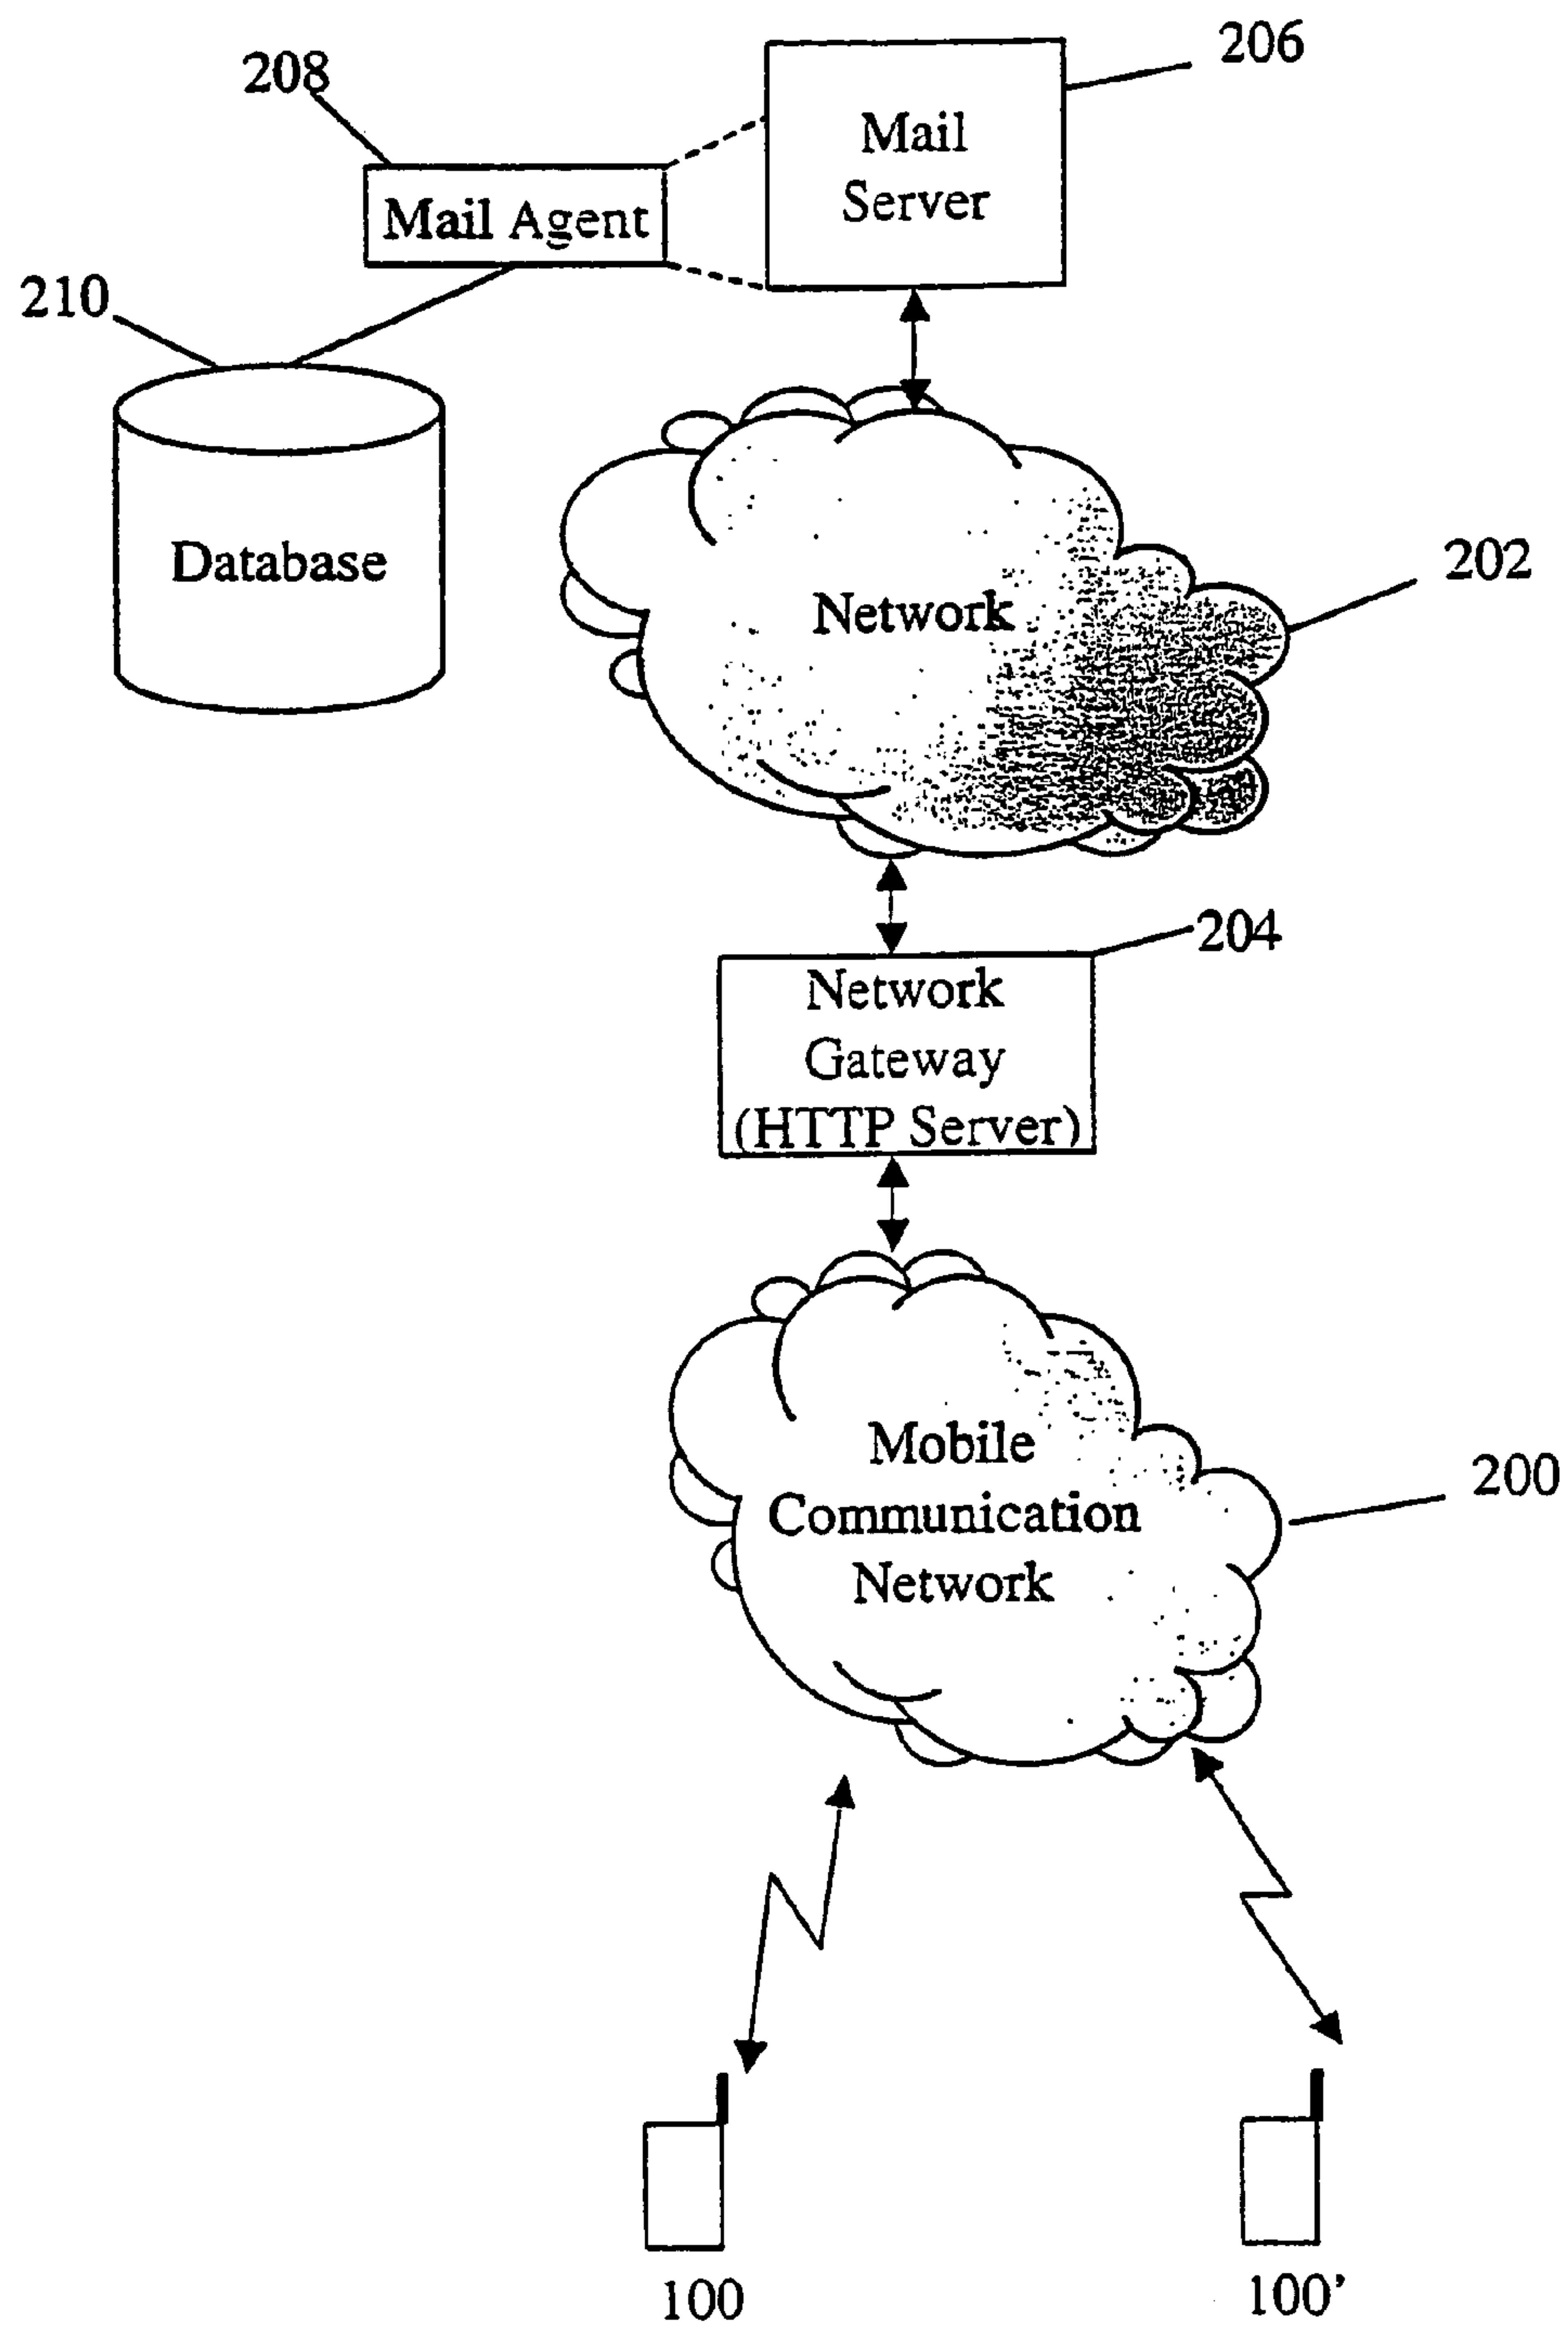 206
208
Mail
Server
Mail Agent
210
Database
Network
202
204
Network
Gateway
(HTTP Server)
Mobile
Communication
Network
200
100
100’